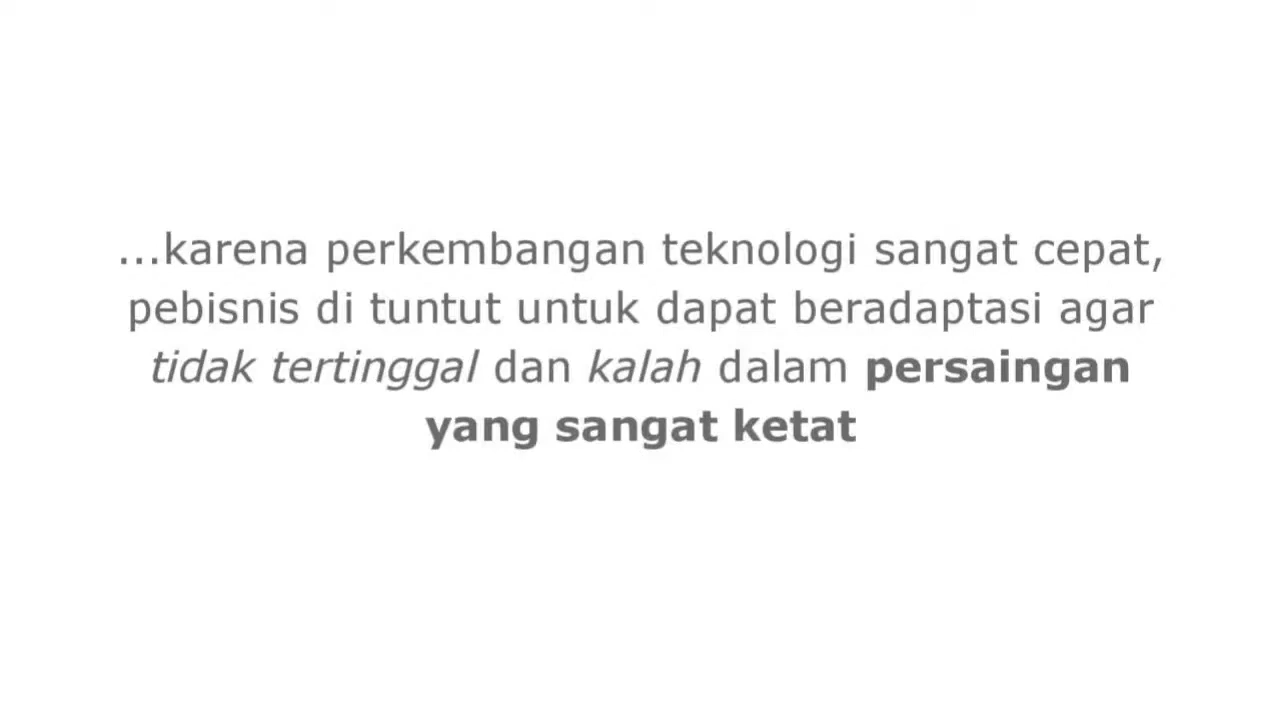 ...karena perkembangan teknologi sangat cepat,
pebisnis di tuntut untuk dapat beradaptasi agar
tidak tertinggal dan kalah dalam persaingan
yang sangat ketat